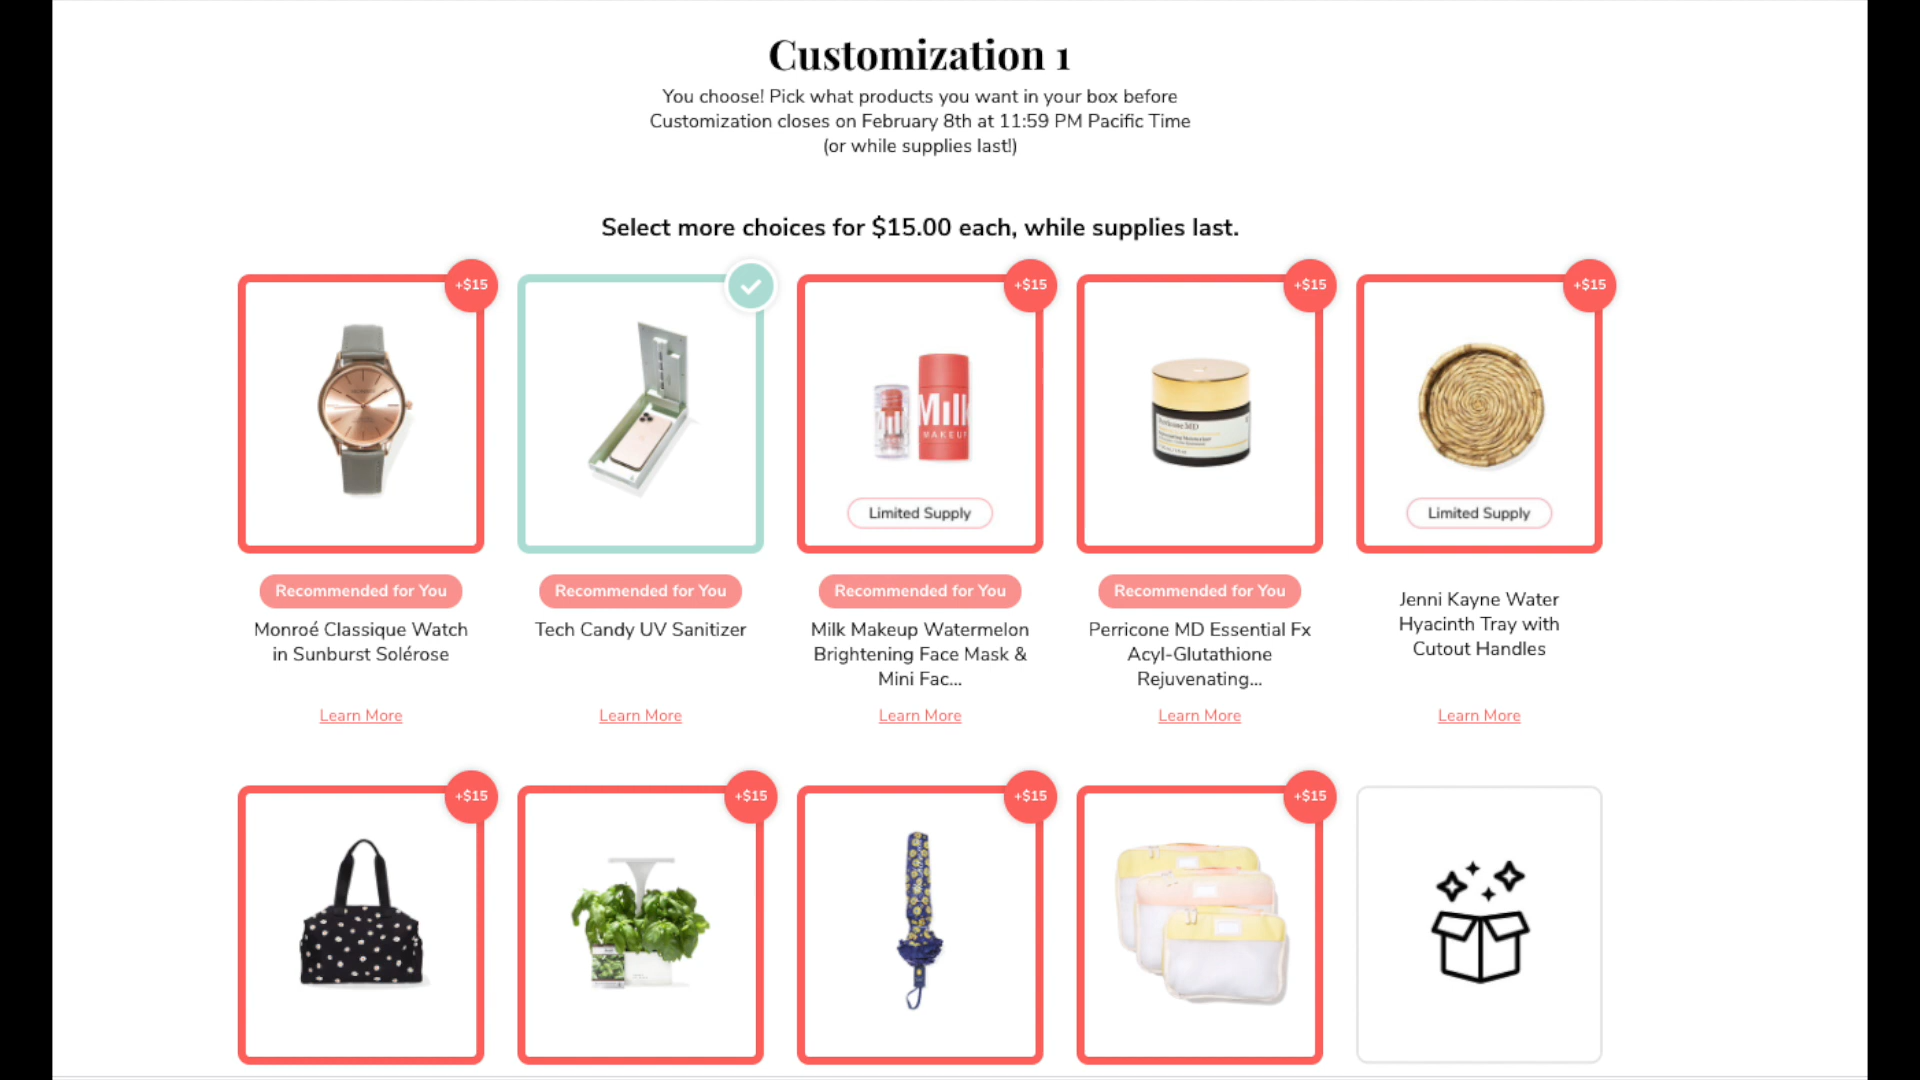 Customization 1
You choose! Pick what products you want in your box before
Customization closes on February 8th at 11:59 PM Pacific Time
(or while supplies last!)
Select more choices for $15.00 each, while supplies last.
+$15
+$15
+$15
+$15
Milk
MAKEUP
Perricone MD
Limited Supply
Limited Supply
Recommended for You
Recommended for You
Recommended for You
Recommended for You
Monroé Classique Watch
in Sunburst Solérose
Tech Candy UV Sanitizer
Milk Makeup Watermelon
Brightening Face Mask &
Mini Fac...
Perricone MD Essential Fx
Acyl-Glutathione
Rejuvenating...
Jenni Kayne Water
Hyacinth Tray with
Cutout Handles
Learn More
Learn More
Learn More
Learn More
Learn More
+$15
+$15
+$15
+$15